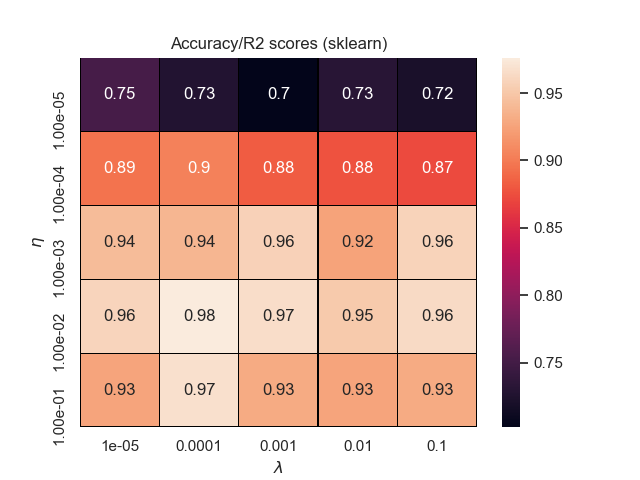 Accuracy/R2 scores (sklearn)
1.00e-05 0.75 0.73 0.7 0.73 0.72
1.00e-04 0.89 0.9 0.88 0.88 0.87
1.00e-03 0.94 0.94 0.96 0.92 0.96
1.00e-02 0.96 0.98 0.97 0.95 0.96
1.00e-01 0.93 0.97 0.93 0.93 0.93
η
1e-05 0.0001 0.001 0.01 0.1
λ
0.95
0.90
0.85
0.80
0.75